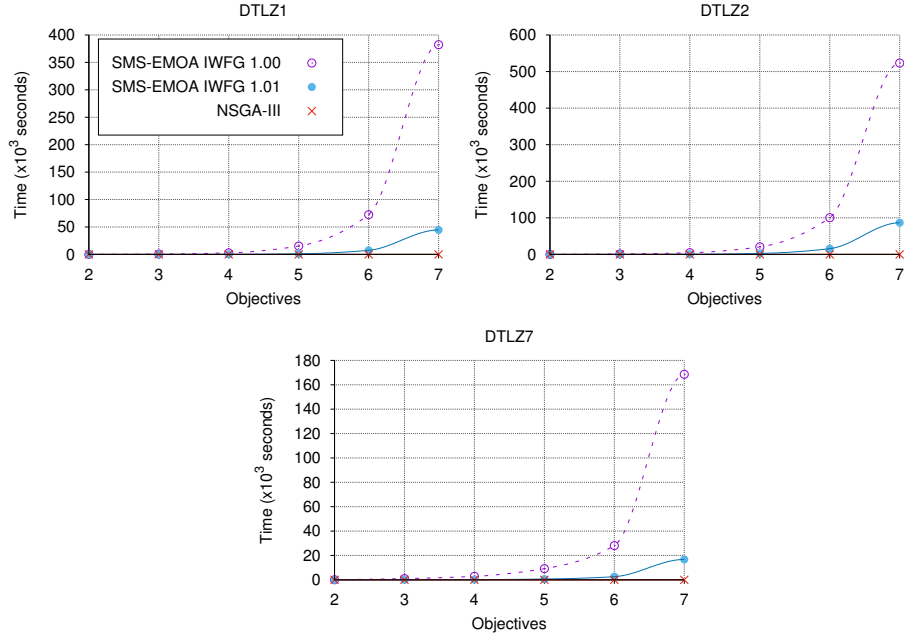 DTLZ1
400
350
300
250
200
150
100
50
0
2 3 4 5 6 7
Time (x10³ seconds)
Objectives
SMS-EMOA IWFG 1.00
SMS-EMOA IWFG 1.01
NSGA-III
DTLZ2
600
500
400
300
200
100
0
2 3 4 5 6 7
Time (x10³ seconds)
Objectives
DTLZ7
180
160
140
120
100
80
60
40
20
0
2 3 4 5 6 7
Time (x10³ seconds)
Objectives